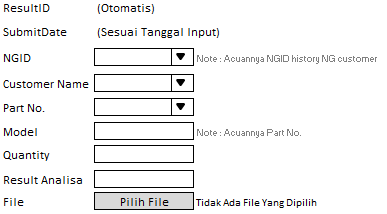 ResultID (Otomatis)
SubmitDate (Sesuai Tanggal Input)
NGID Note : Acuannya NGID history NG customer
Customer Name
Part No.
Model Note : Acuannya Part No.
Quantity
Result Analisa
File Pilih File Tidak Ada File Yang Dipilih